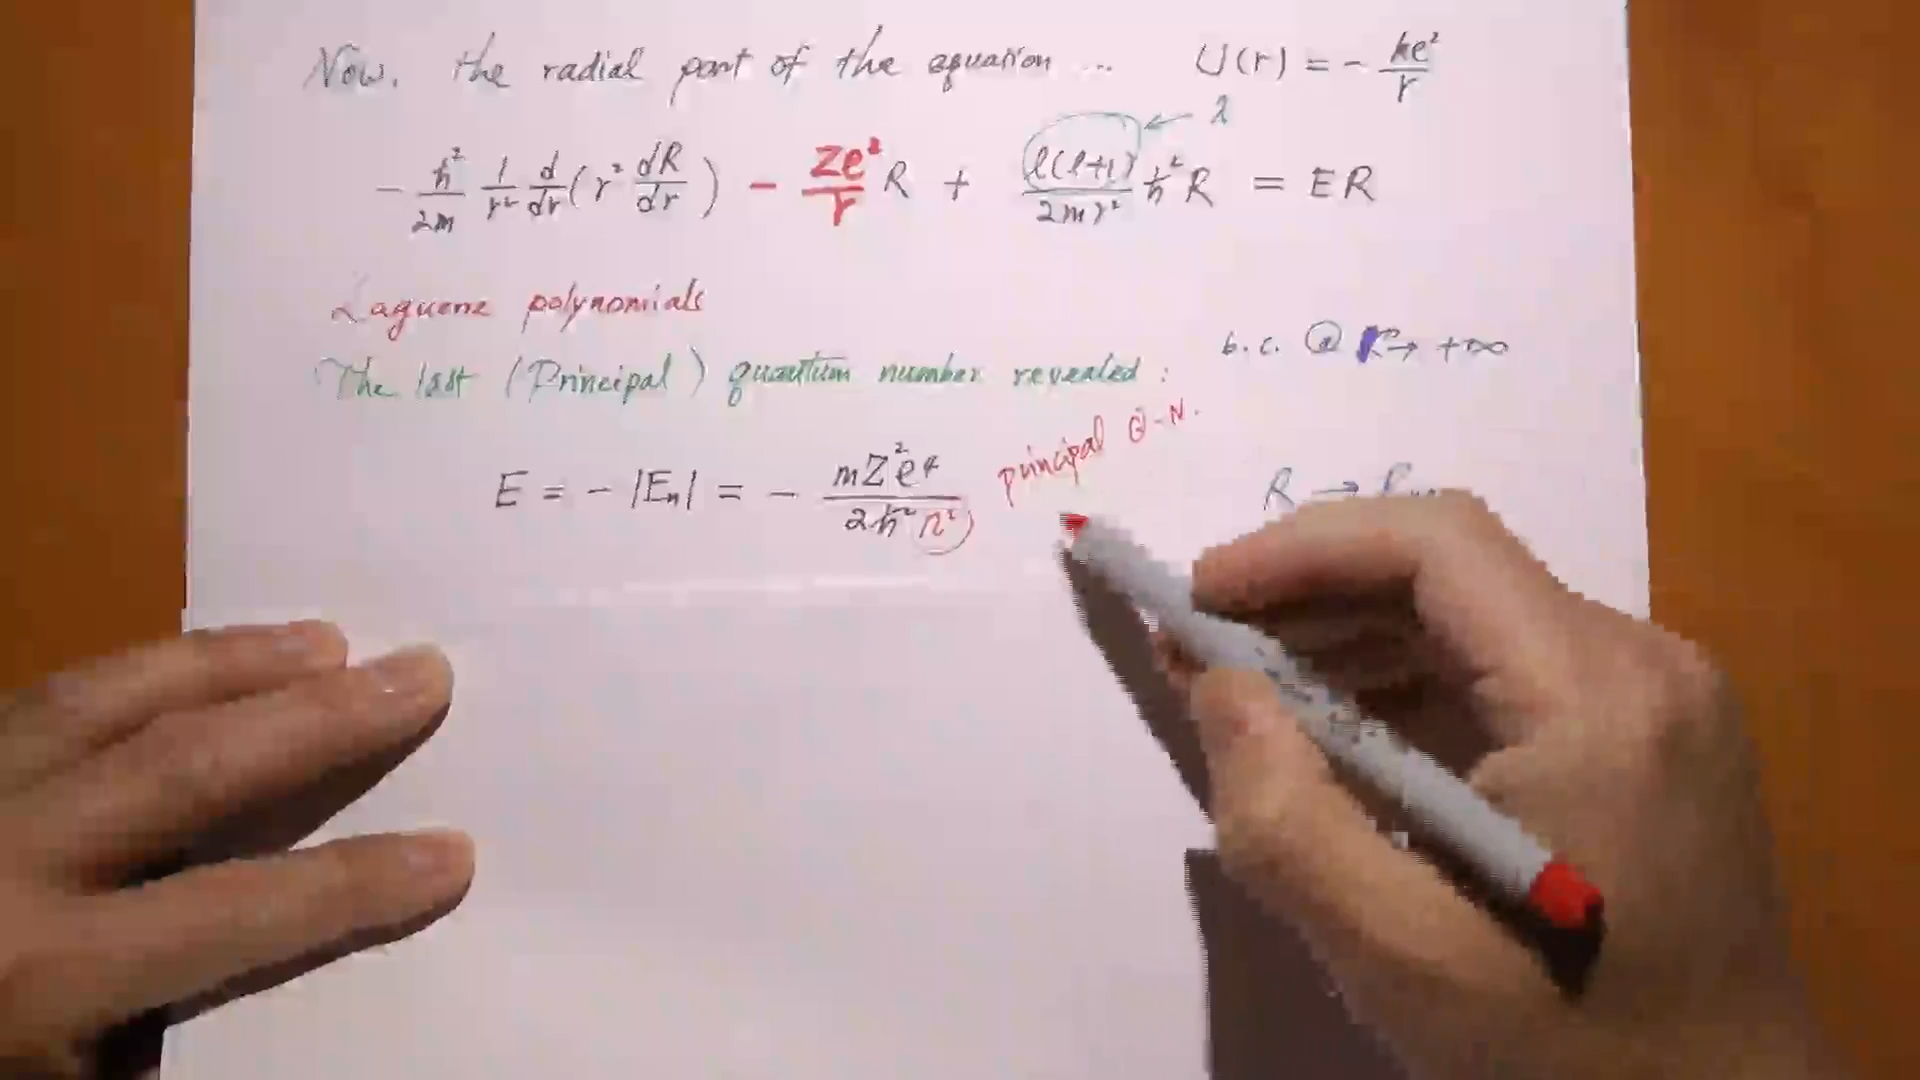 Now, the radial part of the equation ... U(r) = - ke²/r
- ħ²/2m 1/r² d/dr (r² dR/dr) - Ze²/r R + l(l+1)/2mr² ħ² R = ER ← λ
Laguerre polynomials
b.c. @ r → +∞
The last (Principal) quantum number revealed :
principal Q.N.
E = - |Eₙ| = - mZ²e⁴/2ħ²n² R →